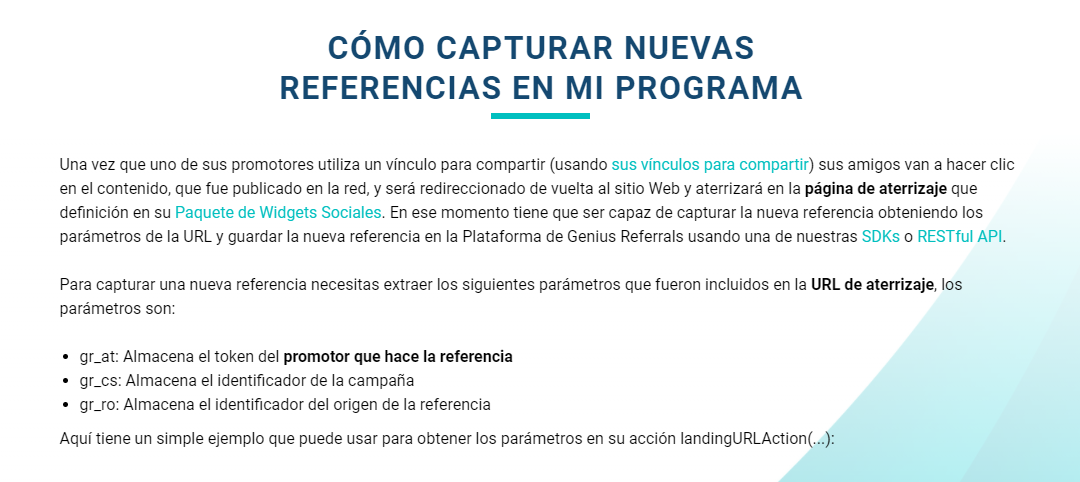 CÓMO CAPTURAR NUEVAS
REFERENCIAS EN MI PROGRAMA
Una vez que uno de sus promotores utiliza un vínculo para compartir (usando sus vínculos para compartir) sus amigos van a hacer clic
en el contenido, que fue publicado en la red, y será redireccionado de vuelta al sitio Web y aterrizará en la página de aterrizaje que
definición en su Paquete de Widgets Sociales. En ese momento tiene que ser capaz de capturar la nueva referencia obteniendo los
parámetros de la URL y guardar la nueva referencia en la Plataforma de Genius Referrals usando una de nuestras SDKs o RESTful API.
Para capturar una nueva referencia necesitas extraer los siguientes parámetros que fueron incluidos en la URL de aterrizaje, los
parámetros son:
• gr_at: Almacena el token del promotor que hace la referencia
• gr_cs: Almacena el identificador de la campaña
• gr_ro: Almacena el identificador del origen de la referencia
Aquí tiene un simple ejemplo que puede usar para obtener los parámetros en su acción landingURLAction(...):